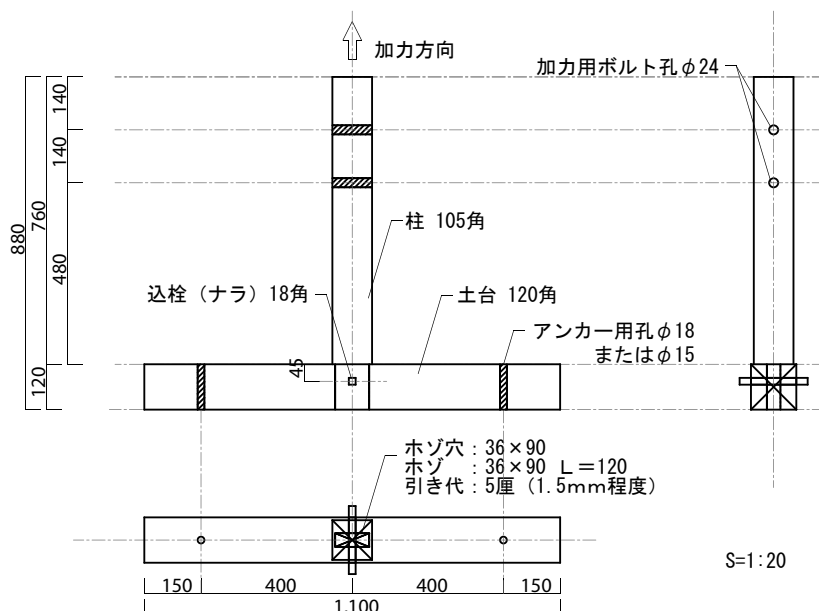 加力方向
加力用ボルト孔φ24
140
140
760
880
480
柱 105角
込栓（ナラ）18角
土台 120角
アンカー用孔φ18
またはφ15
45
120
ホゾ穴：36×90
ホゾ　：36×90 L=120
引き代：5厘（1.5mm程度）
S=1:20
150
400
400
150
1,100